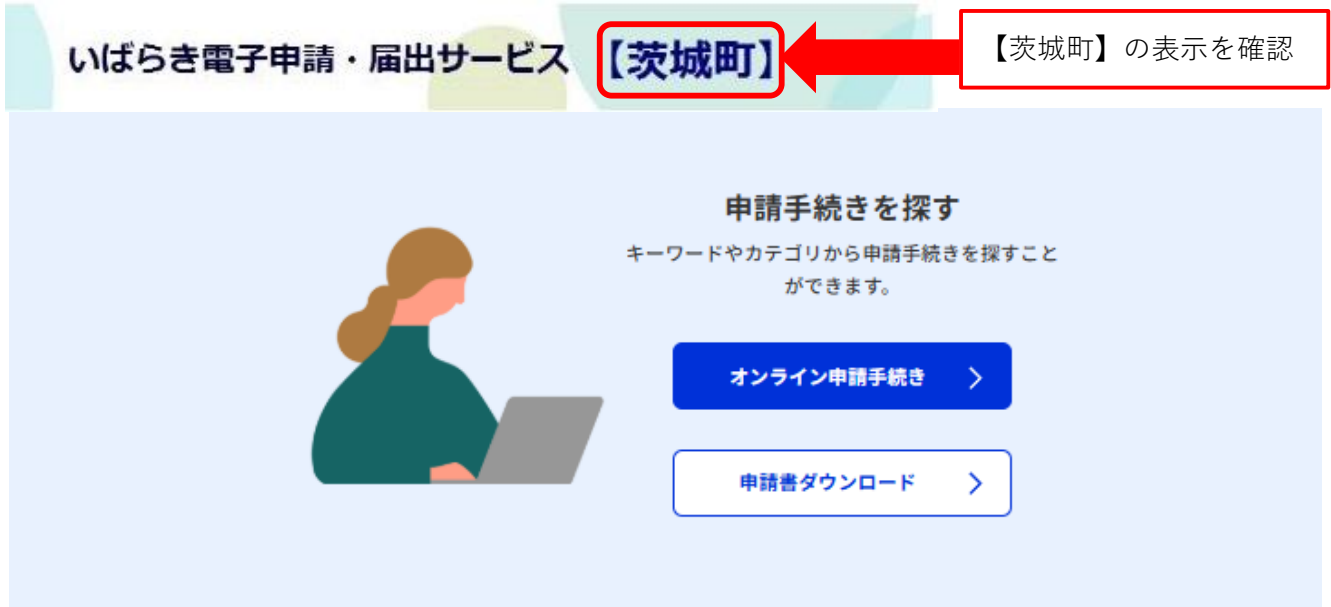 いばらき電子申請・届出サービス 【茨城町】
【茨城町】の表示を確認
申請手続きを探す
キーワードやカテゴリから申請手続きを探すこと
ができます。
オンライン申請手続き
申請書ダウンロード